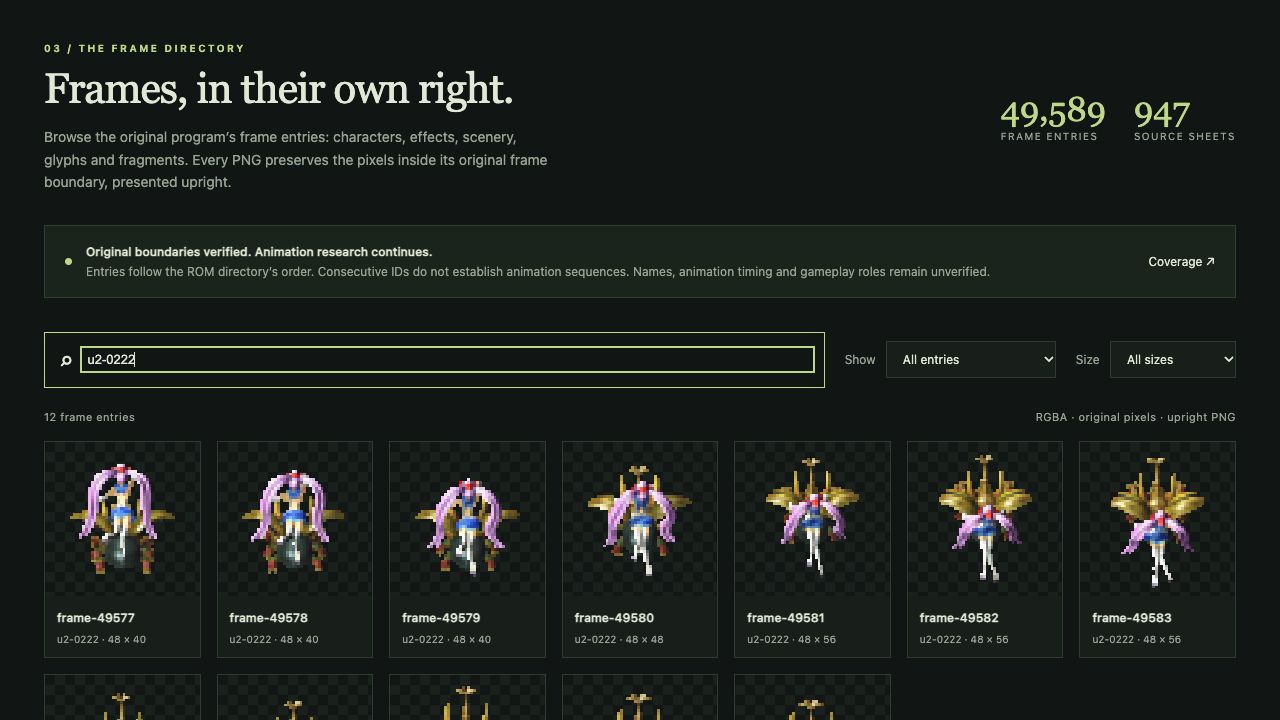 03 / THE FRAME DIRECTORY
Frames, in their own right.
Browse the original program’s frame entries: characters, effects, scenery,
glyphs and fragments. Every PNG preserves the pixels inside its original frame
boundary, presented upright.
49,589
FRAME ENTRIES
947
SOURCE SHEETS
Original boundaries verified. Animation research continues.
Entries follow the ROM directory’s order. Consecutive IDs do not establish animation sequences. Names, animation timing and gameplay roles remain unverified.
Coverage ↗
u2-0222
Show
All entries
Size
All sizes
12 frame entries
RGBA · original pixels · upright PNG
frame-49577
u2-0222 · 48 × 40
frame-49578
u2-0222 · 48 × 40
frame-49579
u2-0222 · 48 × 40
frame-49580
u2-0222 · 48 × 48
frame-49581
u2-0222 · 48 × 56
frame-49582
u2-0222 · 48 × 56
frame-49583
u2-0222 · 48 × 56